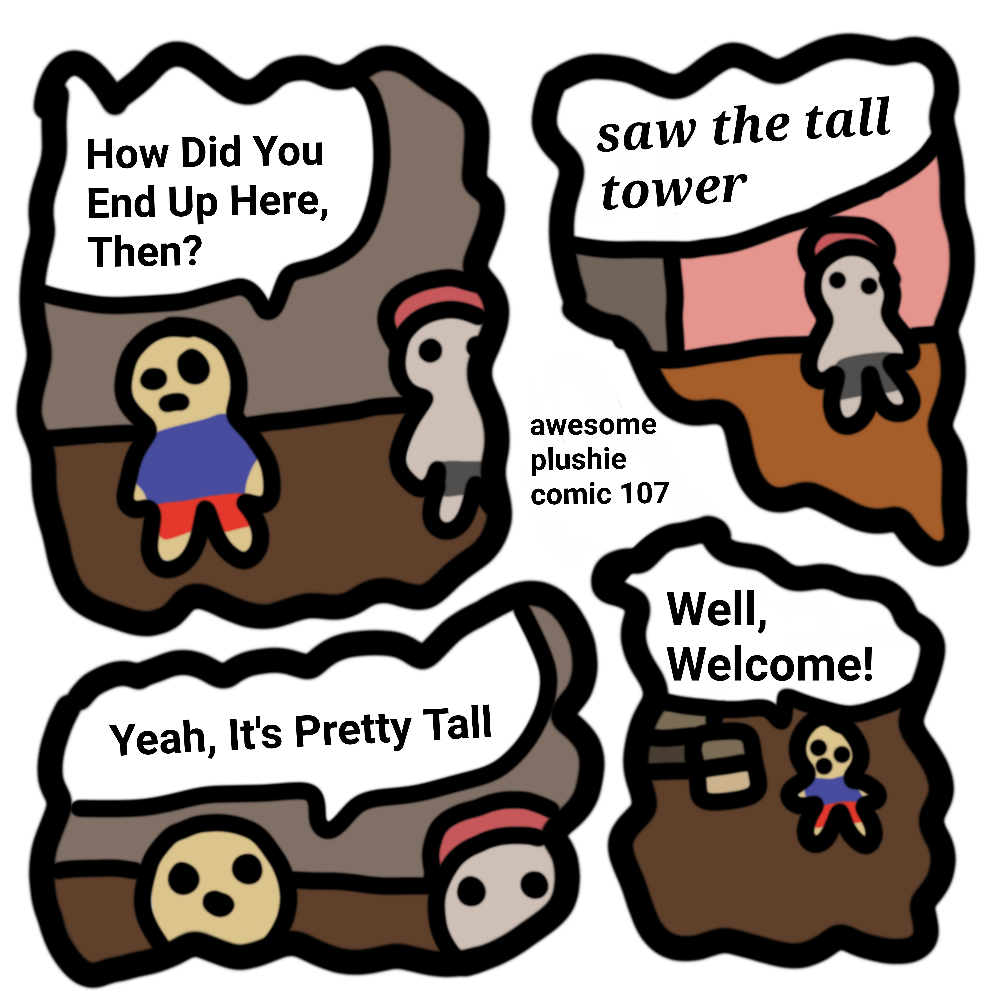 How Did You
End Up Here,
Then?
saw the tall
tower
awesome
plushie
comic 107
Yeah, It's Pretty Tall
Well,
Welcome!